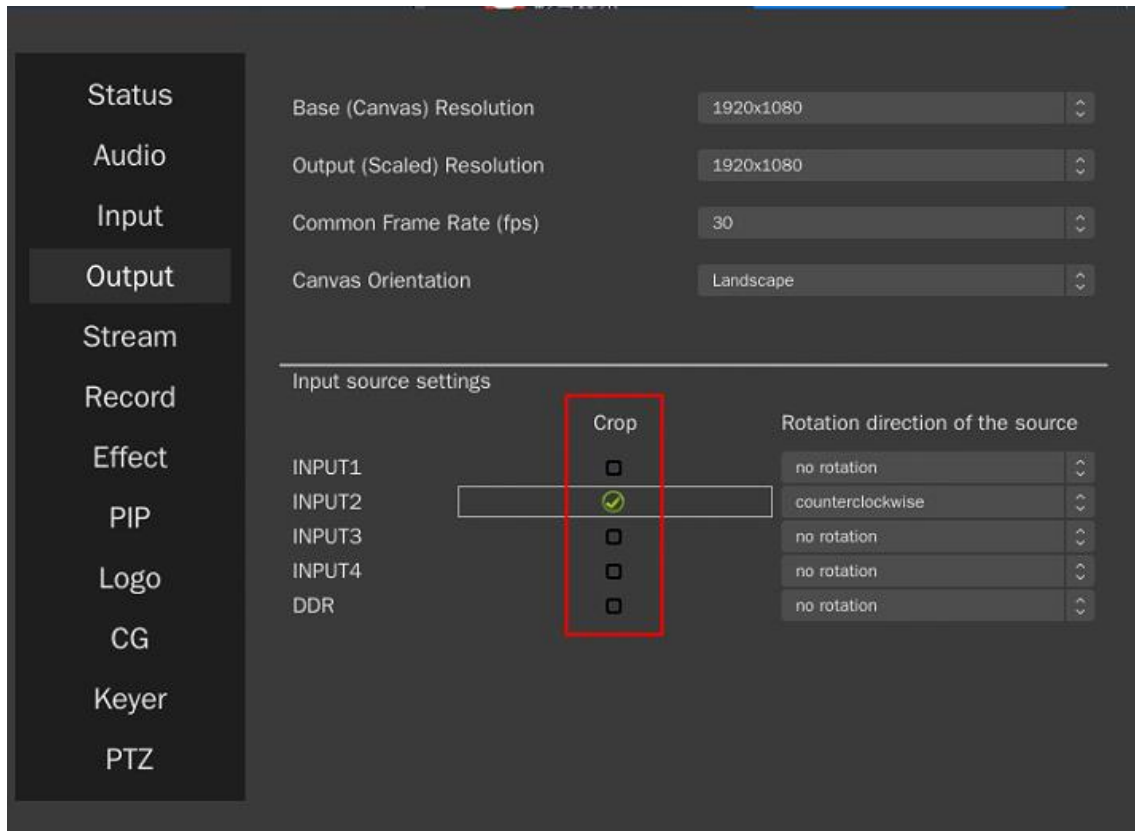 Status
Audio
Input
Output
Stream
Record
Effect
PIP
Logo
CG
Keyer
PTZ
Base (Canvas) Resolution 1920x1080
Output (Scaled) Resolution 1920x1080
Common Frame Rate (fps) 30
Canvas Orientation Landscape
Input source settings
Crop Rotation direction of the source
INPUT1 no rotation
INPUT2 counterclockwise
INPUT3 no rotation
INPUT4 no rotation
DDR no rotation